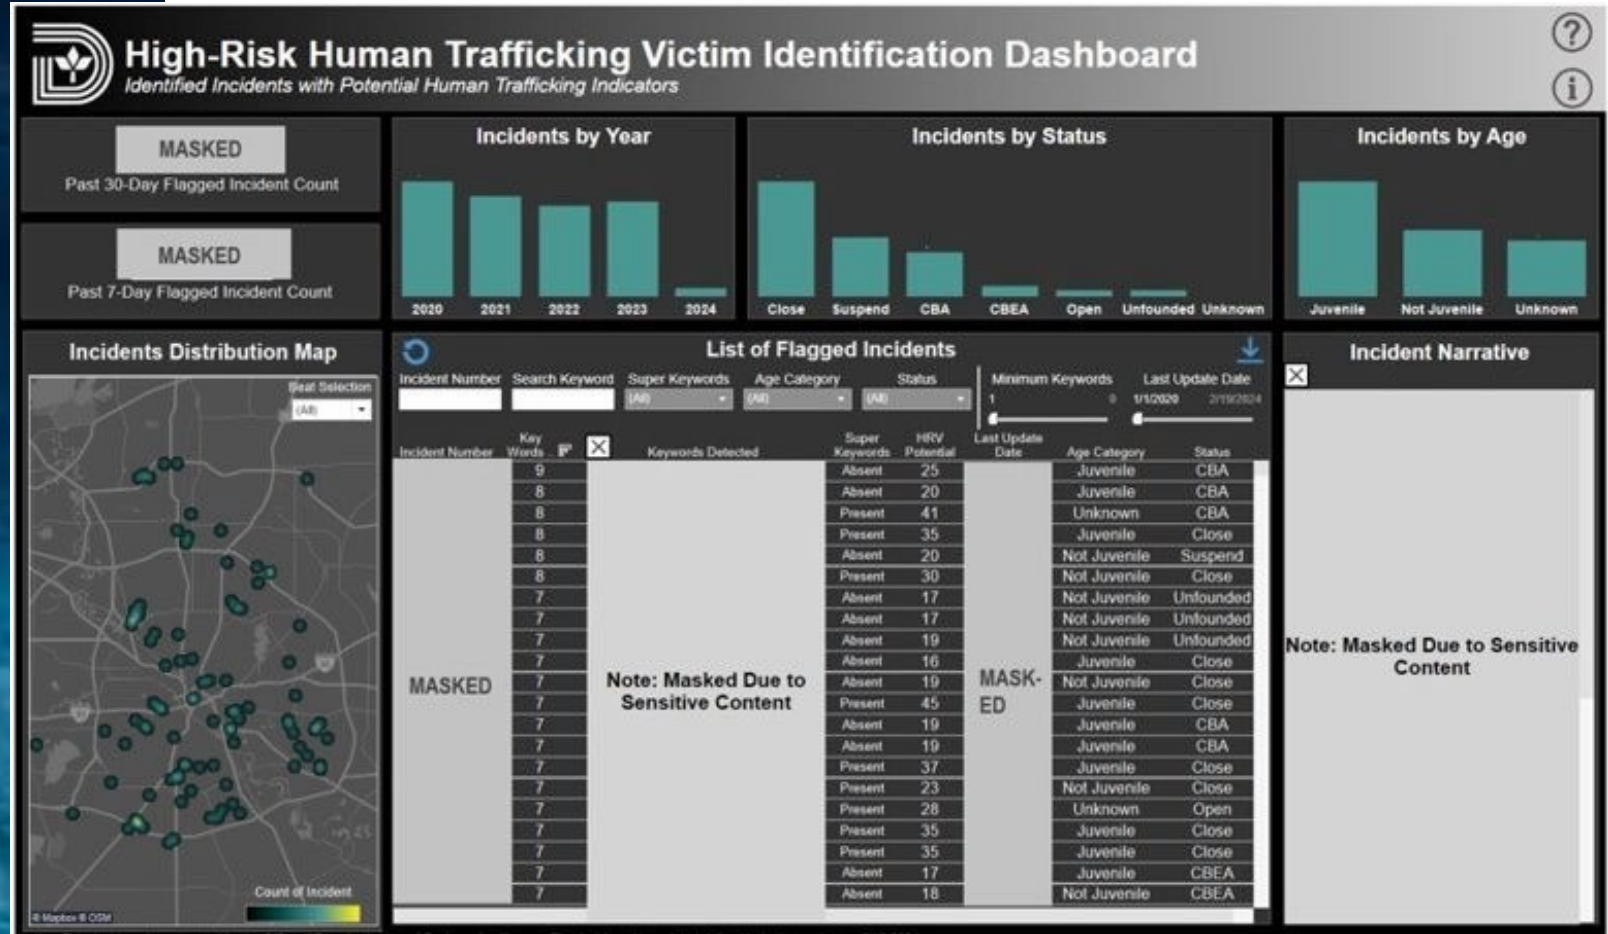 High-Risk Human Trafficking Victim Identification Dashboard
Identified Incidents with Potential Human Trafficking Indicators
?
i
MASKED
Past 30-Day Flagged Incident Count
MASKED
Past 7-Day Flagged Incident Count
Incidents by Year
2020 2021 2022 2023 2024
Incidents by Status
Close Suspend CBA CBEA Open Unfounded Unknown
Incidents by Age
Juvenile Not Juvenile Unknown
Incidents Distribution Map
Beat Selection
(All)
Count of Incident
© Mapbox © OSM
List of Flagged Incidents
Incident Number Search Keyword Super Keywords Age Category Status Minimum Keywords Last Update Date
(All) (All) (All) 1 1/1/2020 2/19/2024
Incident Number Key Words .. Keywords Detected Super Keywords HRV Potential Last Update Date Age Category Status
9 Absent 25 Juvenile CBA
8 Absent 20 Juvenile CBA
8 Present 41 Unknown CBA
8 Present 35 Juvenile Close
8 Absent 20 Not Juvenile Suspend
8 Present 30 Not Juvenile Close
7 Absent 17 Not Juvenile Unfounded
7 Absent 17 Not Juvenile Unfounded
7 Absent 19 Not Juvenile Unfounded
7 Absent 16 Juvenile Close
7 Absent 19 Not Juvenile Close
7 Present 45 Juvenile Close
7 Absent 19 Juvenile CBA
7 Absent 19 Juvenile CBA
7 Present 37 Juvenile Close
7 Present 23 Not Juvenile Close
7 Present 28 Unknown Open
7 Present 35 Juvenile Close
7 Present 35 Juvenile Close
7 Absent 17 Juvenile CBEA
7 Absent 18 Not Juvenile CBEA
MASKED
Note: Masked Due to
Sensitive Content
MASK-
ED
Incident Narrative
Note: Masked Due to Sensitive
Content